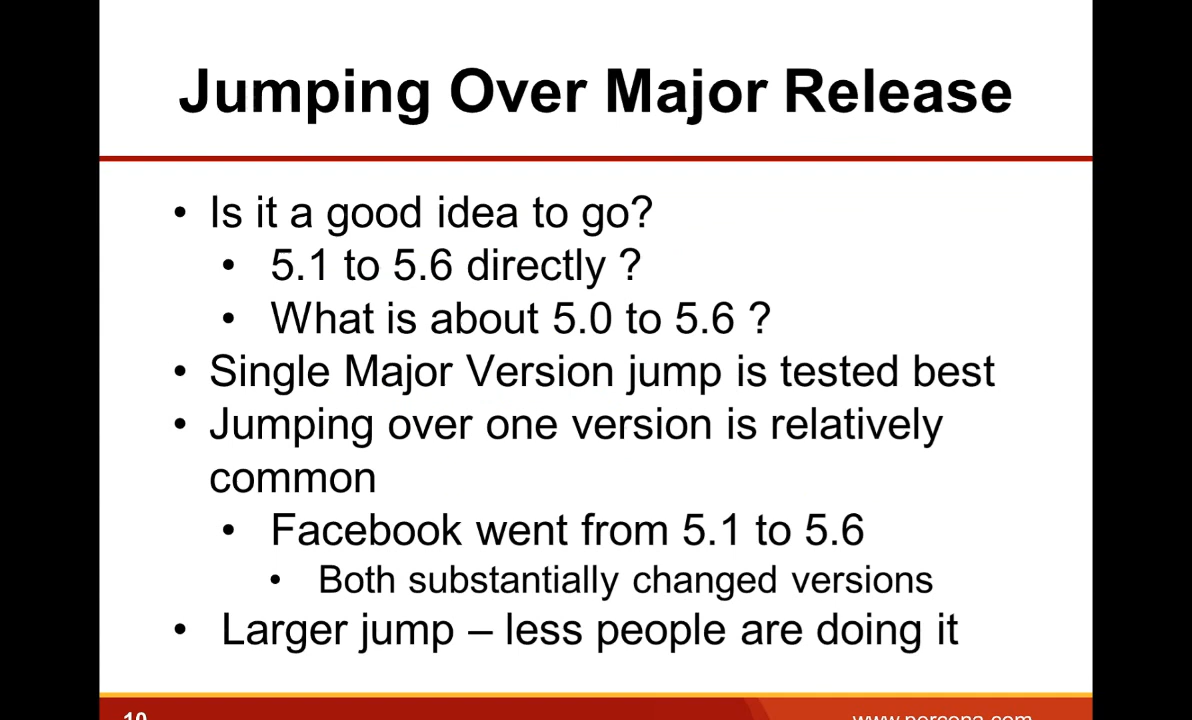 Jumping Over Major Release
• Is it a good idea to go?
• 5.1 to 5.6 directly ?
• What is about 5.0 to 5.6 ?
• Single Major Version jump is tested best
• Jumping over one version is relatively
common
• Facebook went from 5.1 to 5.6
• Both substantially changed versions
• Larger jump – less people are doing it
10 www.percona.com